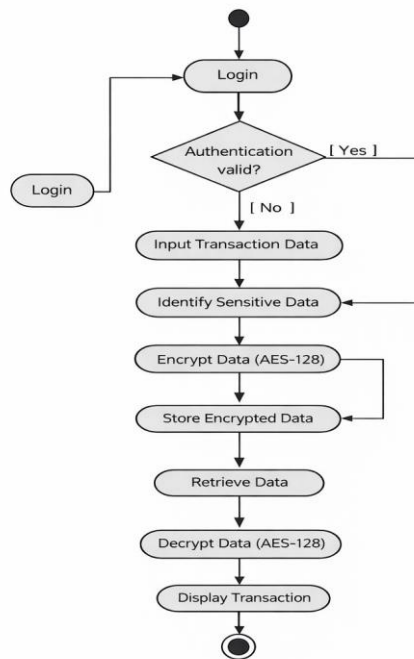 Login
Authentication
valid?
[ Yes ]
Login
[ No ]
Input Transaction Data
Identify Sensitive Data
Encrypt Data (AES-128)
Store Encrypted Data
Retrieve Data
Decrypt Data (AES-128)
Display Transaction